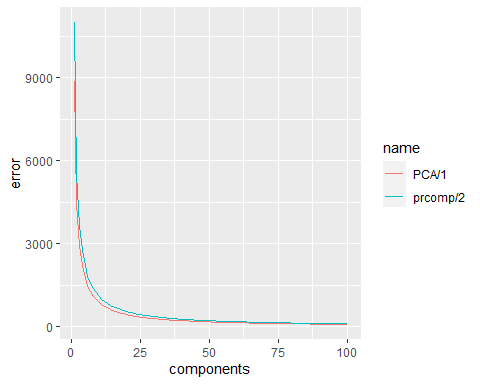 error
9000
6000
3000
0
0 25 50 75 100
components
name
PCA/1
prcomp/2